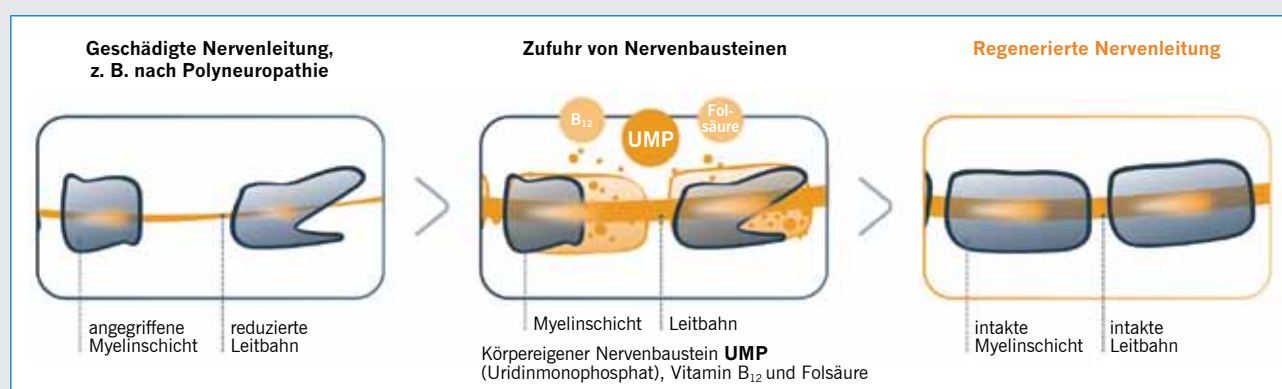 Geschädigte Nervenleitung,
z. B. nach Polyneuropathie
Zufuhr von Nervenbausteinen
Regenerierte Nervenleitung
B₁₂
UMP
Fol-
säure
angegriffene
Myelinschicht
reduzierte
Leitbahn
Myelinschicht
Leitbahn
Körpereigener Nervenbaustein UMP
(Uridinmonophosphat), Vitamin B₁₂ und Folsäure
intakte
Myelinschicht
intakte
Leitbahn